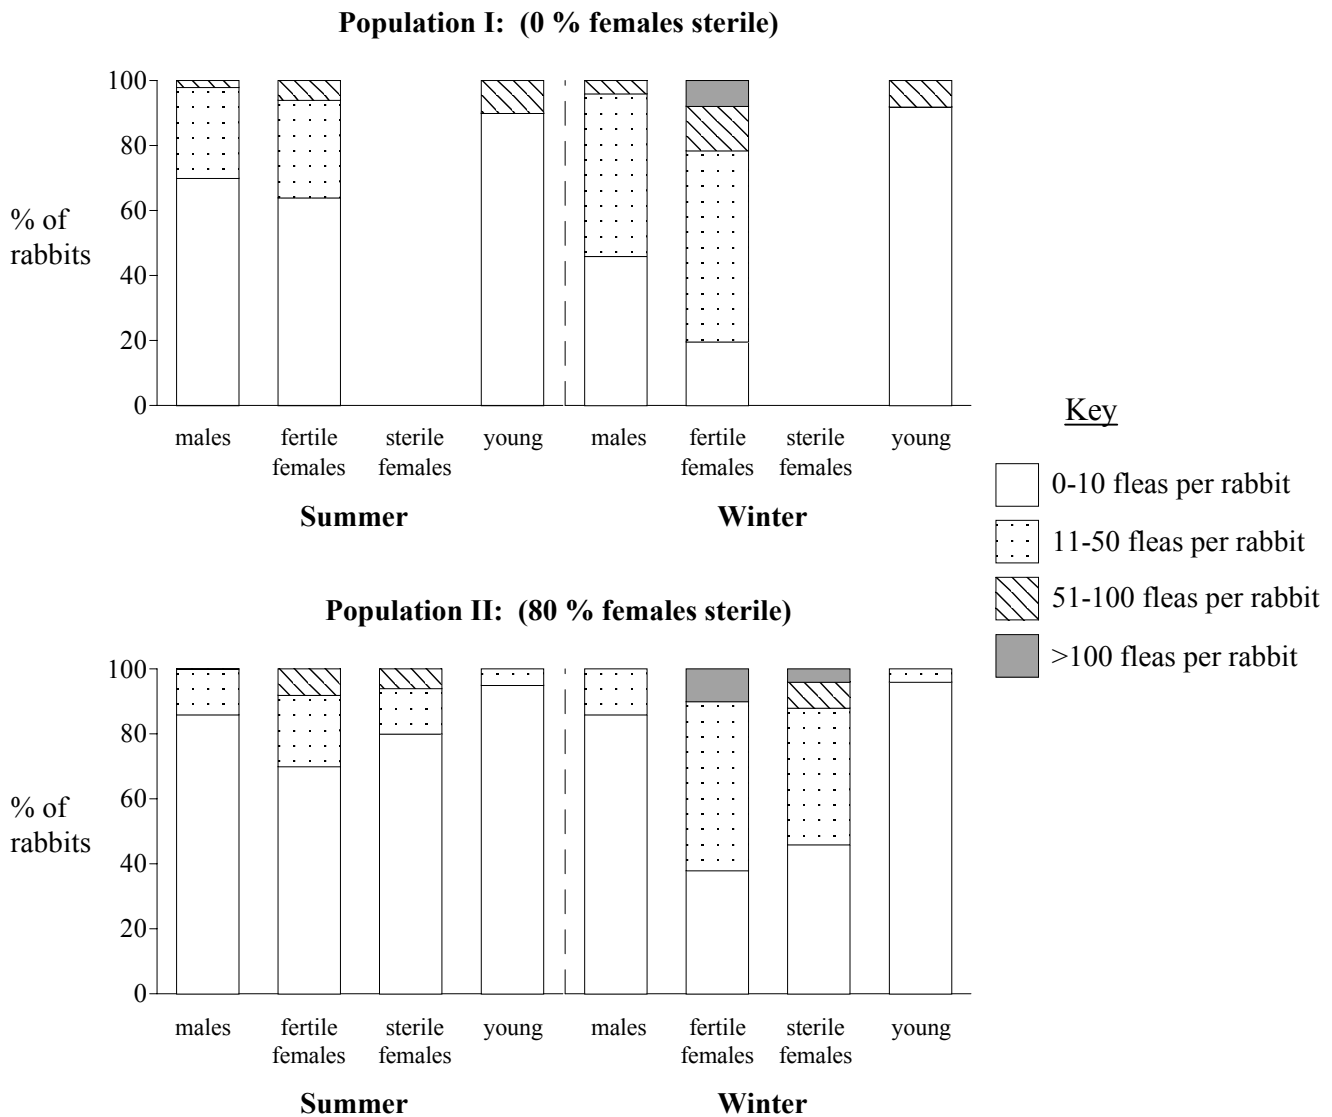 Population I: (0 % females sterile)
100
80
60
40
20
0
% of
rabbits
males
fertile
females
sterile
females
young
males
fertile
females
sterile
females
young
Summer
Winter
Key
0-10 fleas per rabbit
11-50 fleas per rabbit
51-100 fleas per rabbit
>100 fleas per rabbit
Population II: (80 % females sterile)
100
80
60
40
20
0
% of
rabbits
males
fertile
females
sterile
females
young
males
fertile
females
sterile
females
young
Summer
Winter